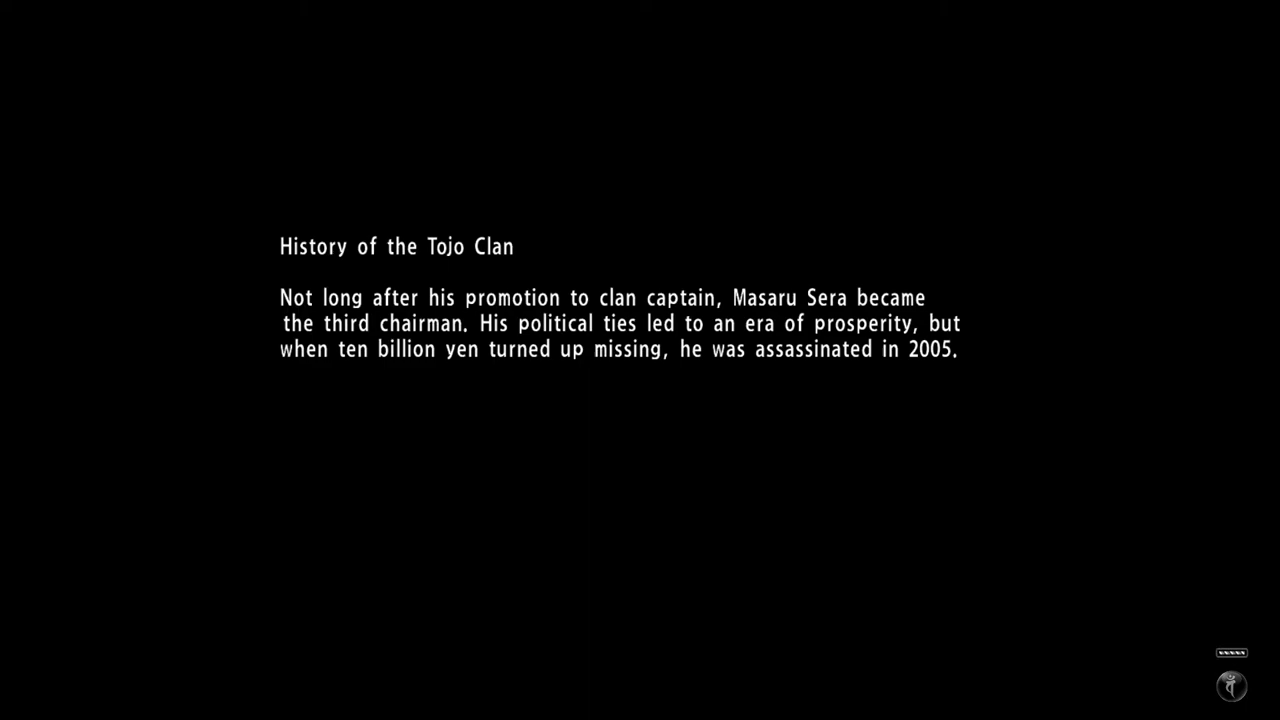 History of the Tojo Clan
Not long after his promotion to clan captain, Masaru Sera became
the third chairman. His political ties led to an era of prosperity, but
when ten billion yen turned up missing, he was assassinated in 2005.